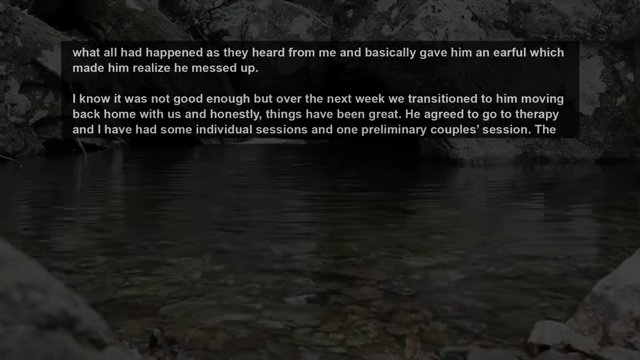 what all had happened as they heard from me and basically gave him an earful which
made him realize he messed up.
I know it was not good enough but over the next week we transitioned to him moving
back home with us and honestly, things have been great. He agreed to go to therapy
and I have had some individual sessions and one preliminary couples’ session. The